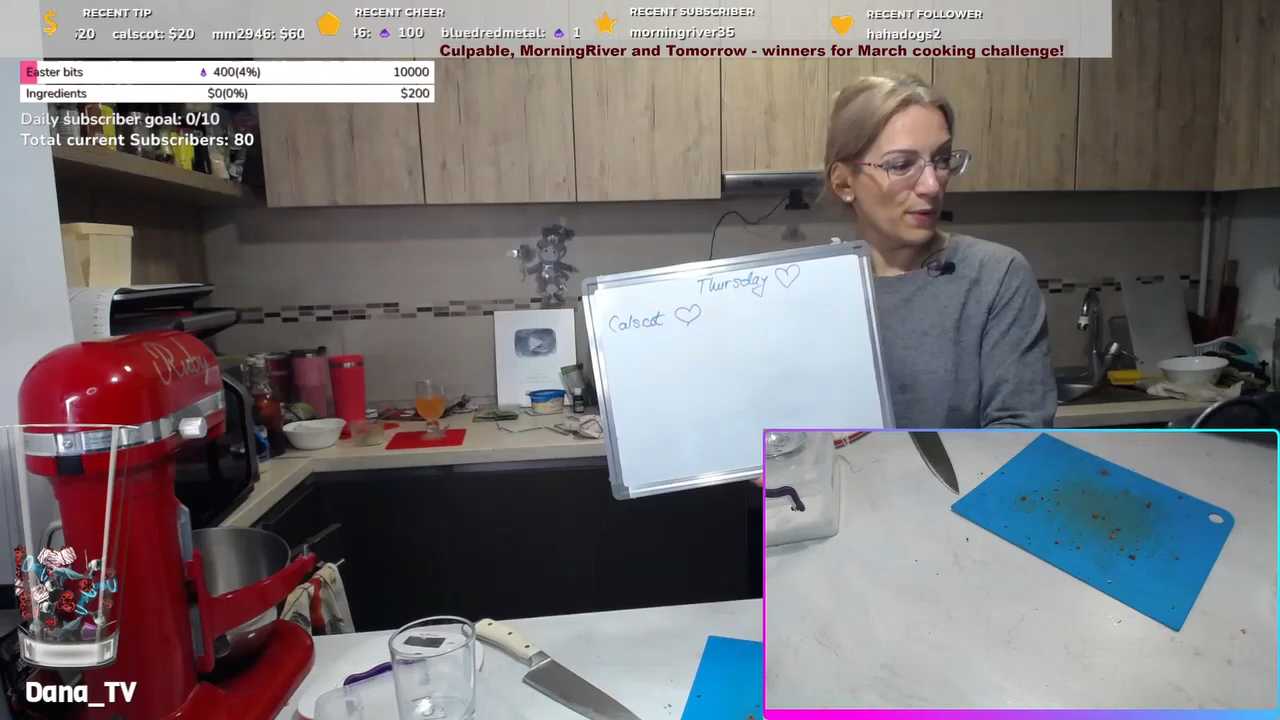 RECENT TIP
$20 calscot: $20 mm2946: $60
RECENT CHEER
46: 100 bluedredmetal: 1
RECENT SUBSCRIBER
morningriver35
RECENT FOLLOWER
hahadogs2
Culpable, MorningRiver and Tomorrow - winners for March cooking challenge!
Easter bits 400(4%) 10000
Ingredients $0(0%) $200
Daily subscriber goal: 0/10
Total current Subscribers: 80
Thursday ♡
Calscot ♡
Ruby
Dana_TV